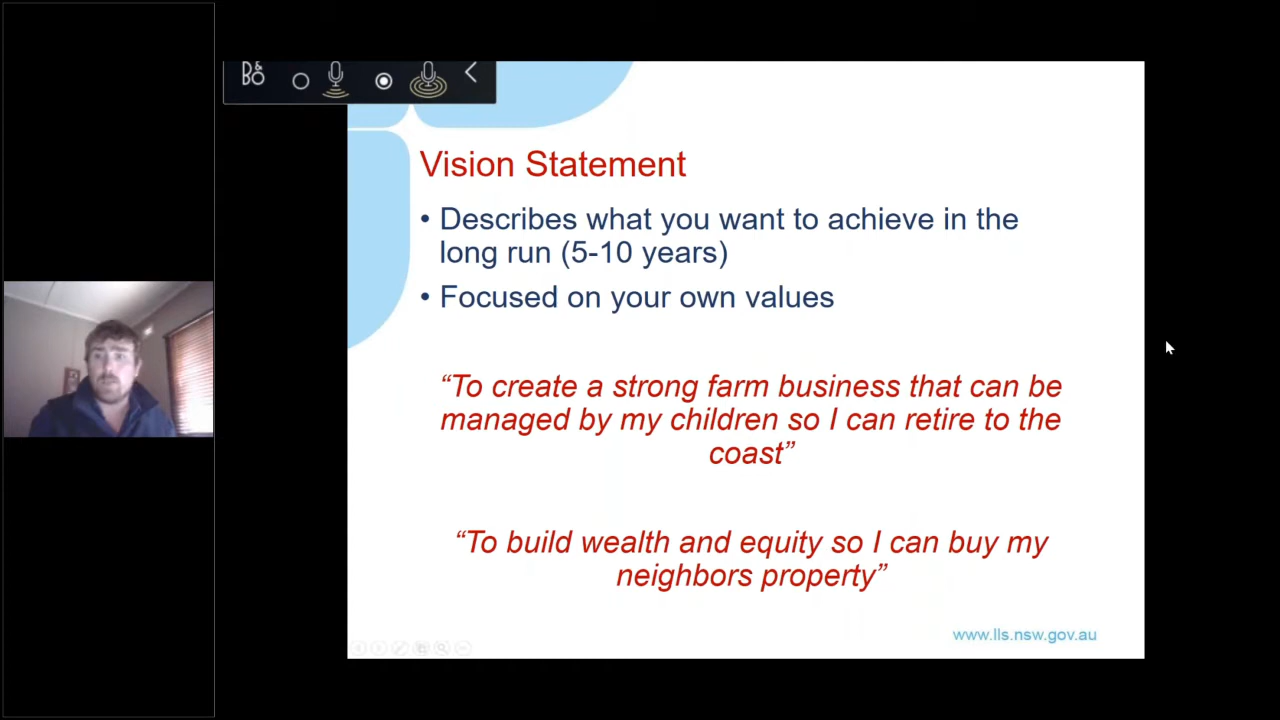 B&BO
Vision Statement
• Describes what you want to achieve in the
long run (5-10 years)
• Focused on your own values
“To create a strong farm business that can be
managed by my children so I can retire to the
coast”
“To build wealth and equity so I can buy my
neighbors property”
www.lls.nsw.gov.au